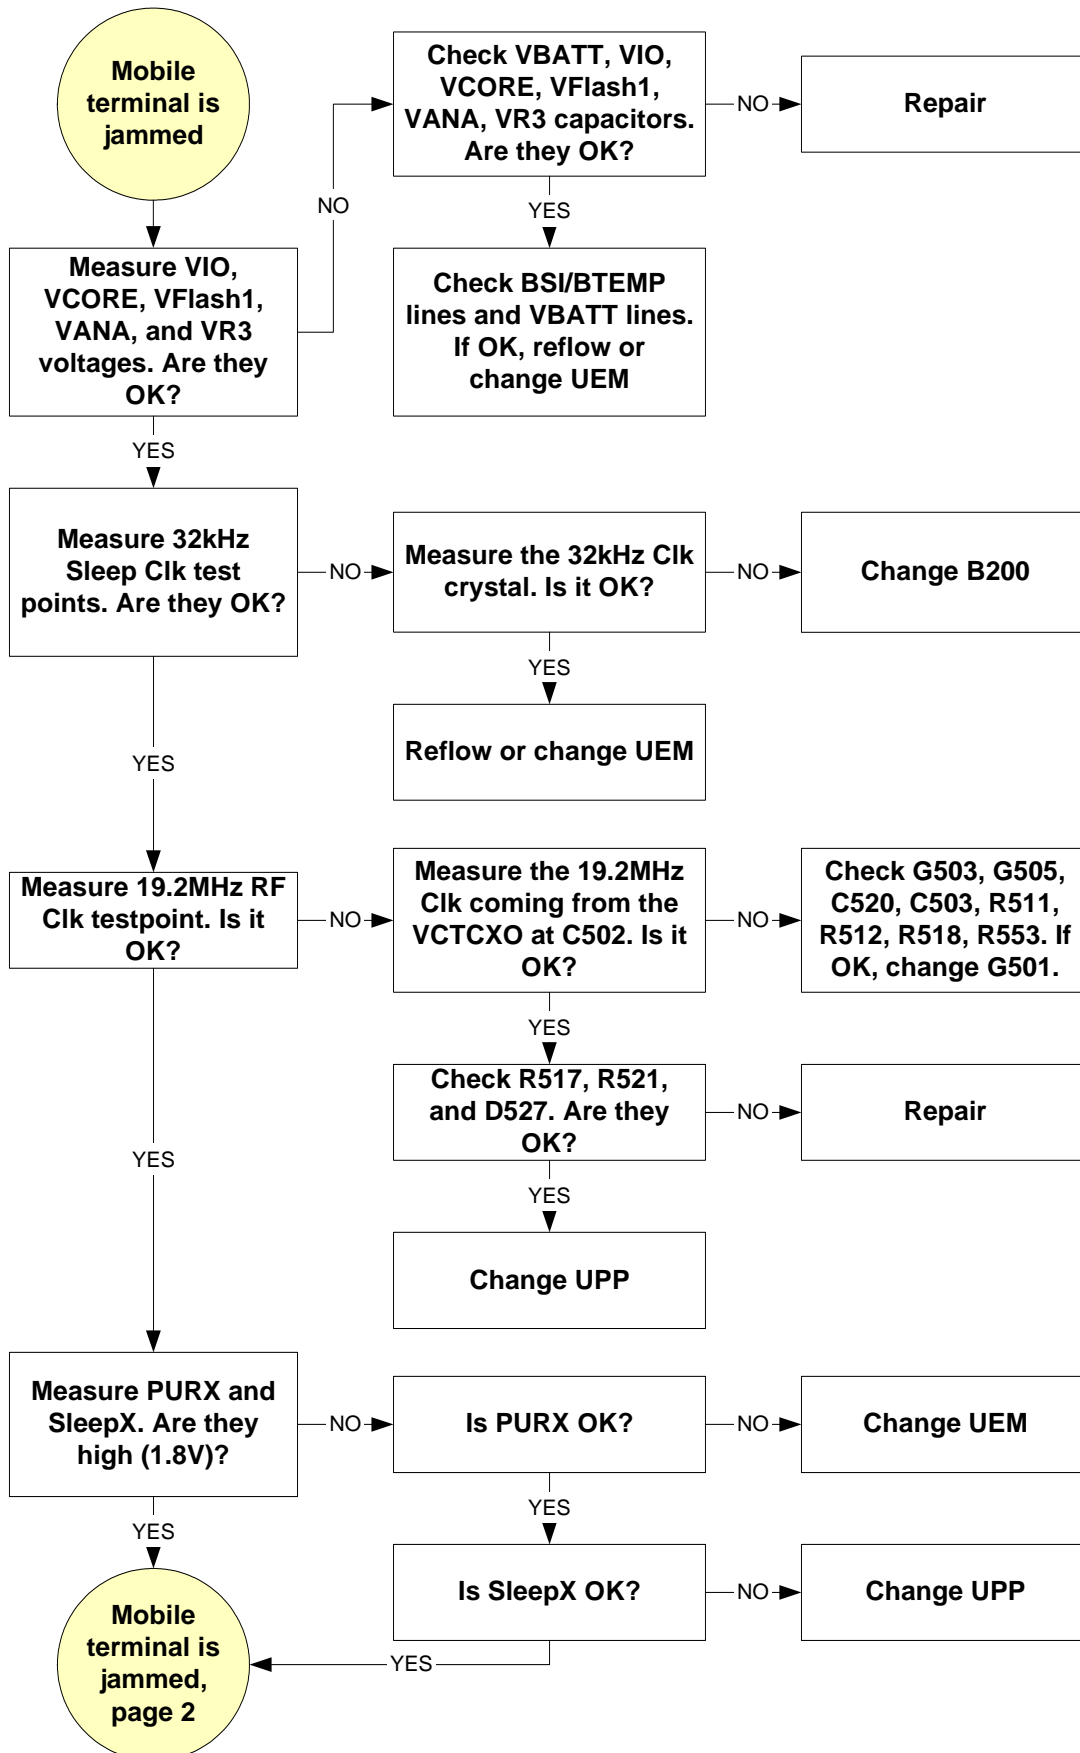 Mobile
terminal is
jammed
Check VBATT, VIO,
VCORE, VFlash1,
VANA, VR3 capacitors.
Are they OK?
NO
Repair
NO
YES
Measure VIO,
VCORE, VFlash1,
VANA, and VR3
voltages. Are they
OK?
Check BSI/BTEMP
lines and VBATT lines.
If OK, reflow or
change UEM
YES
Measure 32kHz
Sleep Clk test
points. Are they OK?
NO
Measure the 32kHz Clk
crystal. Is it OK?
NO
Change B200
YES
Reflow or change UEM
YES
Measure 19.2MHz RF
Clk testpoint. Is it
OK?
NO
Measure the 19.2MHz
Clk coming from the
VCTCXO at C502. Is it
OK?
NO
Check G503, G505,
C520, C503, R511,
R512, R518, R553. If
OK, change G501.
YES
Check R517, R521,
and D527. Are they
OK?
NO
Repair
YES
YES
Change UPP
Measure PURX and
SleepX. Are they
high (1.8V)?
NO
Is PURX OK?
NO
Change UEM
YES
YES
Is SleepX OK?
NO
Change UPP
YES
Mobile
terminal is
jammed,
page 2